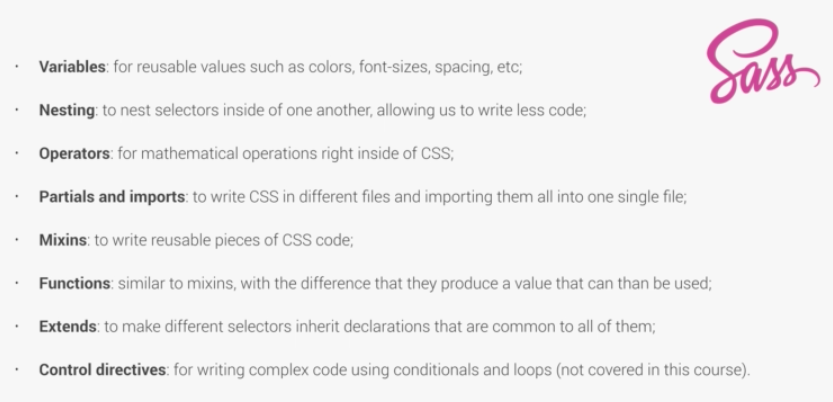 Sass
· Variables: for reusable values such as colors, font-sizes, spacing, etc;
· Nesting: to nest selectors inside of one another, allowing us to write less code;
· Operators: for mathematical operations right inside of CSS;
· Partials and imports: to write CSS in different files and importing them all into one single file;
· Mixins: to write reusable pieces of CSS code;
· Functions: similar to mixins, with the difference that they produce a value that can than be used;
· Extends: to make different selectors inherit declarations that are common to all of them;
· Control directives: for writing complex code using conditionals and loops (not covered in this course).